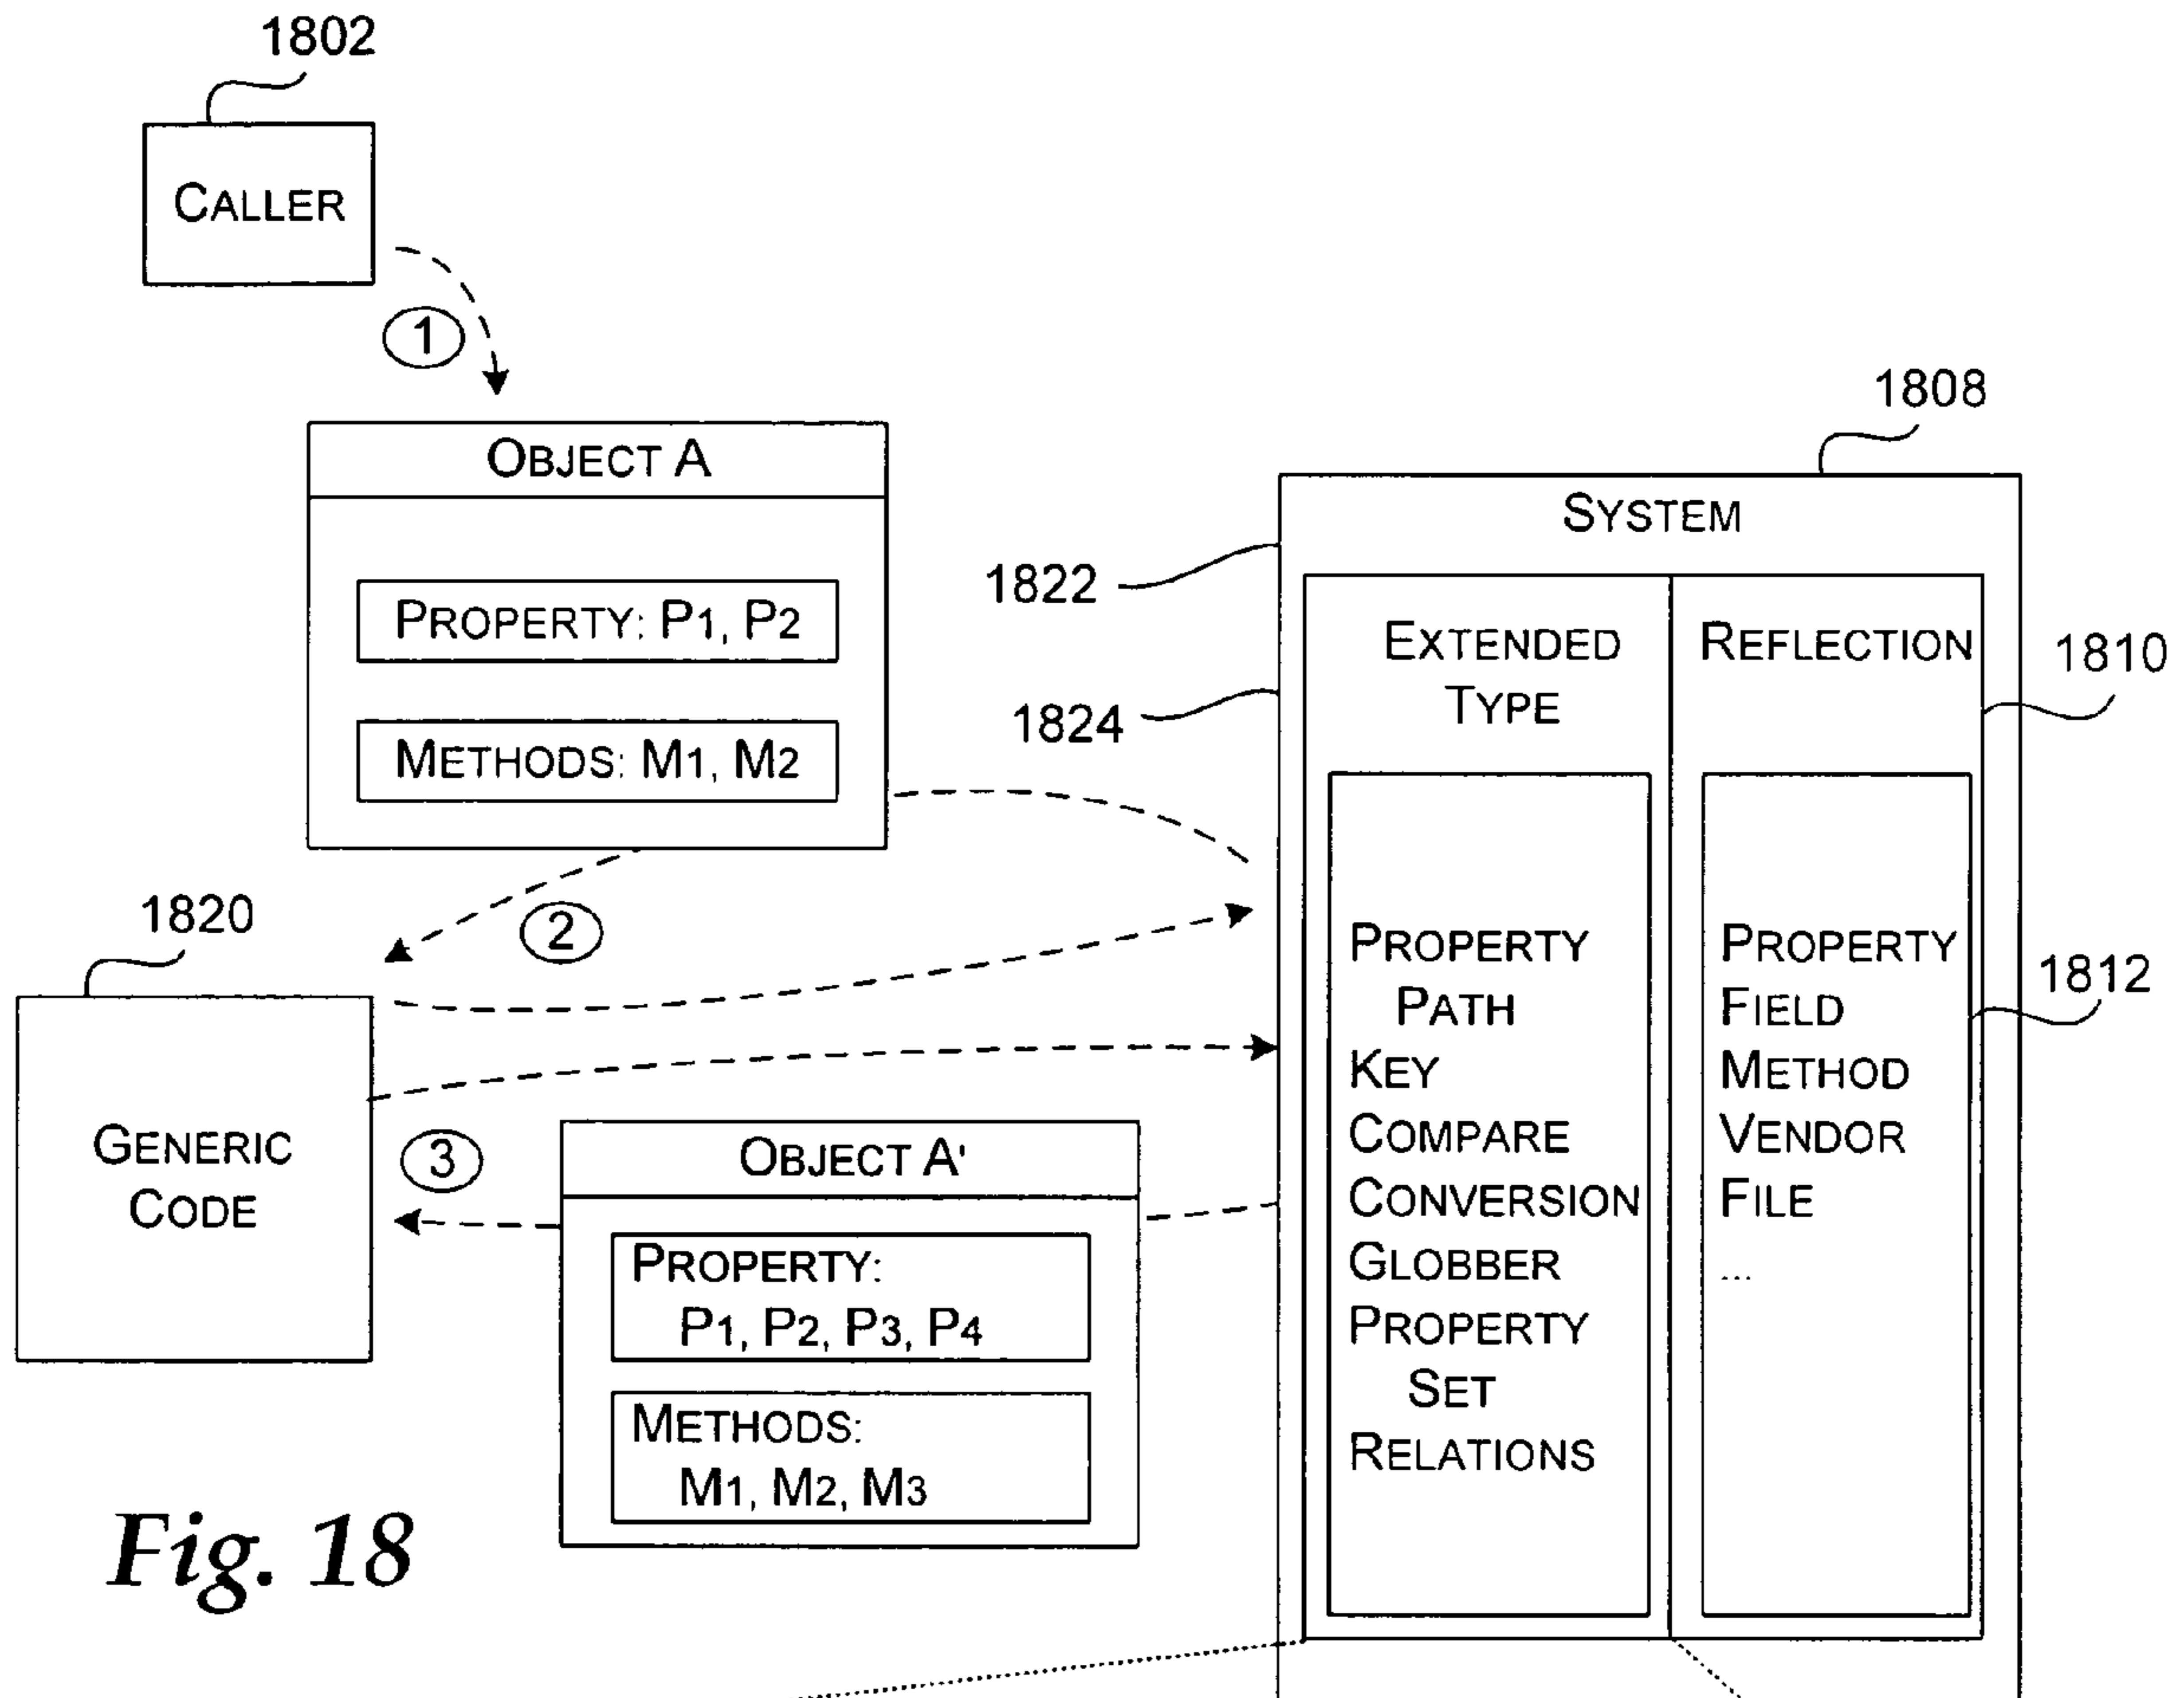 1802
CALLER
1
OBJECT A
PROPERTY: P1, P2
METHODS: M1, M2
1808
SYSTEM
1822
1824
EXTENDED
TYPE
REFLECTION
1810
PROPERTY
PATH
KEY
COMPARE
CONVERSION
GLOBBER
PROPERTY
SET
RELATIONS
PROPERTY
FIELD
METHOD
VENDOR
FILE
...
1812
2
1820
GENERIC
CODE
3
OBJECT A'
PROPERTY:
P1, P2, P3, P4
METHODS:
M1, M2, M3
Fig. 18